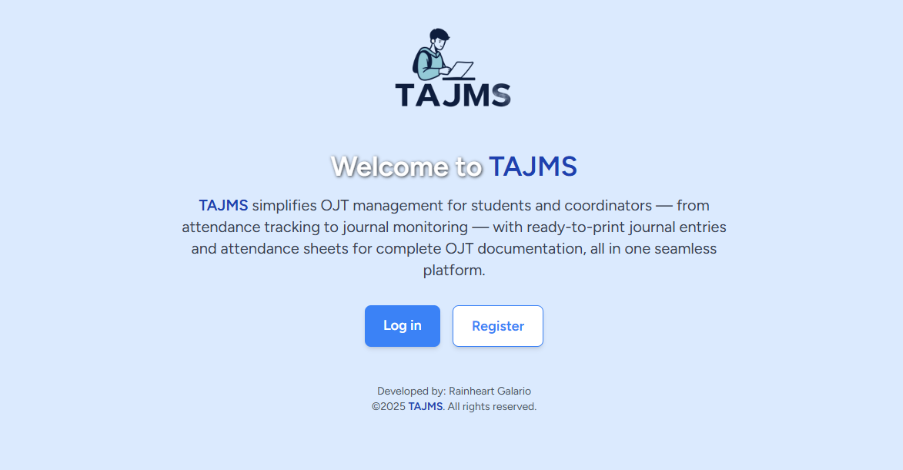 TAJMS
Welcome to TAJMS
TAJMS simplifies OJT management for students and coordinators — from
attendance tracking to journal monitoring — with ready-to-print journal entries
and attendance sheets for complete OJT documentation, all in one seamless
platform.
Log in
Register
Developed by: Rainheart Galario
©2025 TAJMS. All rights reserved.